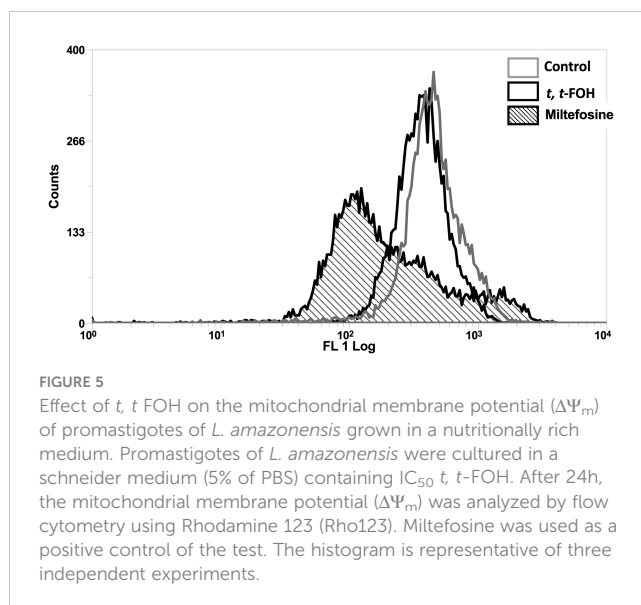 400
266
133
0
Counts
Control
t, t-FOH
Miltefosine
10⁰
10¹
10²
10³
10⁴
FL 1 Log
FIGURE 5
Effect of t, t FOH on the mitochondrial membrane potential (ΔΨm)
of promastigotes of L. amazonensis grown in a nutritionally rich
medium. Promastigotes of L. amazonensis were cultured in a
schneider medium (5% of PBS) containing IC50 t, t-FOH. After 24h,
the mitochondrial membrane potential (ΔΨm) was analyzed by flow
cytometry using Rhodamine 123 (Rho123). Miltefosine was used as a
positive control of the test. The histogram is representative of three
independent experiments.